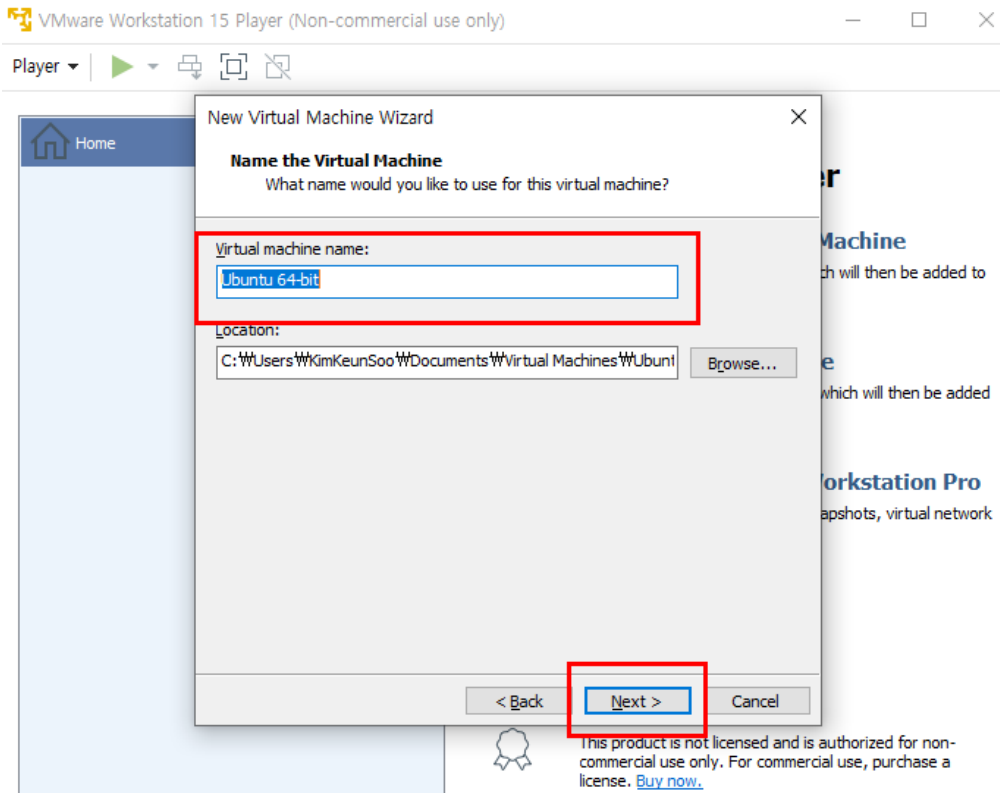 VMware Workstation 15 Player (Non-commercial use only)
Player
Home
New Virtual Machine Wizard
Name the Virtual Machine
What name would you like to use for this virtual machine?
Virtual machine name:
Ubuntu 64-bit
Location:
C:₩Users₩KimKeunSoo₩Documents₩Virtual Machines₩Ubunt
Browse...
er
Machine
ch will then be added to
e
which will then be added
orkstation Pro
apshots, virtual network
< Back
Next >
Cancel
This product is not licensed and is authorized for non-
commercial use only. For commercial use, purchase a
license. Buy now.